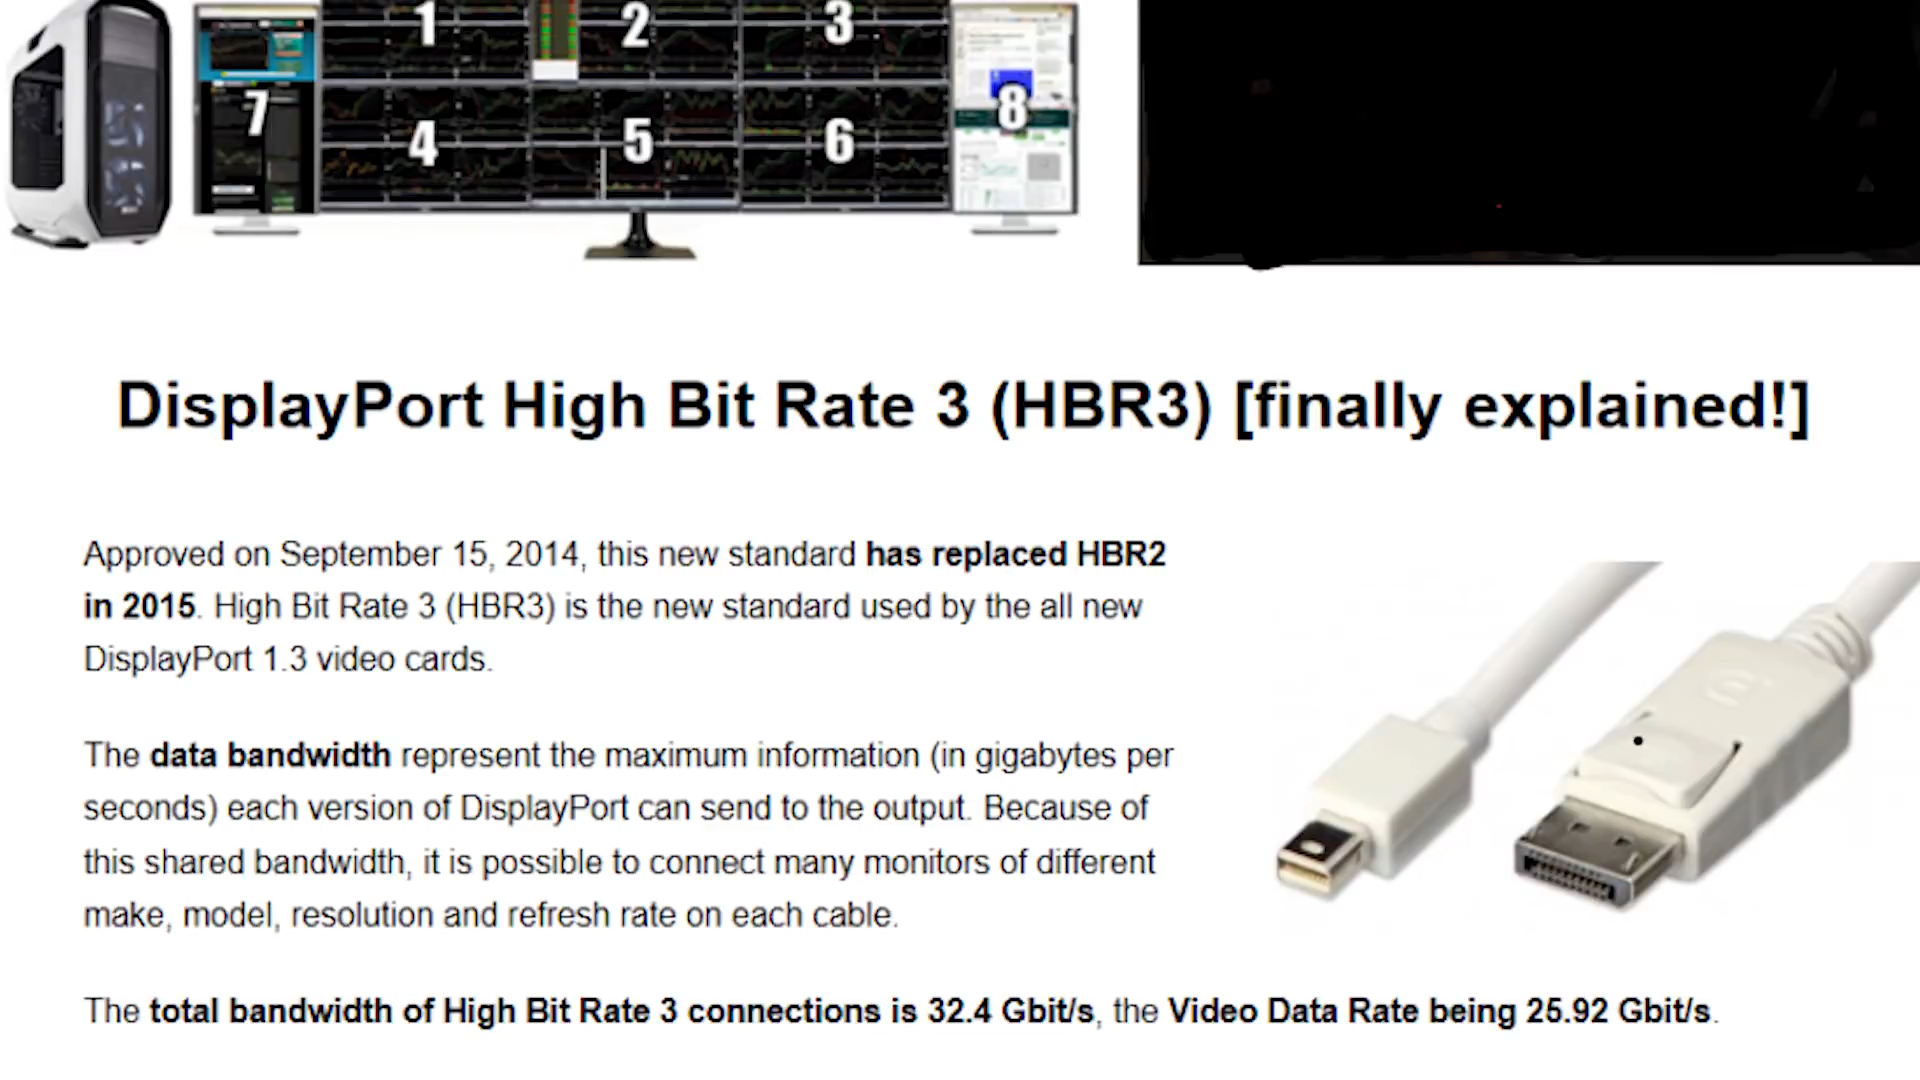 1 2 3
7 8
4 5 6
DisplayPort High Bit Rate 3 (HBR3) [finally explained!]
Approved on September 15, 2014, this new standard has replaced HBR2
in 2015. High Bit Rate 3 (HBR3) is the new standard used by the all new
DisplayPort 1.3 video cards.
The data bandwidth represent the maximum information (in gigabytes per
seconds) each version of DisplayPort can send to the output. Because of
this shared bandwidth, it is possible to connect many monitors of different
make, model, resolution and refresh rate on each cable.
The total bandwidth of High Bit Rate 3 connections is 32.4 Gbit/s, the Video Data Rate being 25.92 Gbit/s.